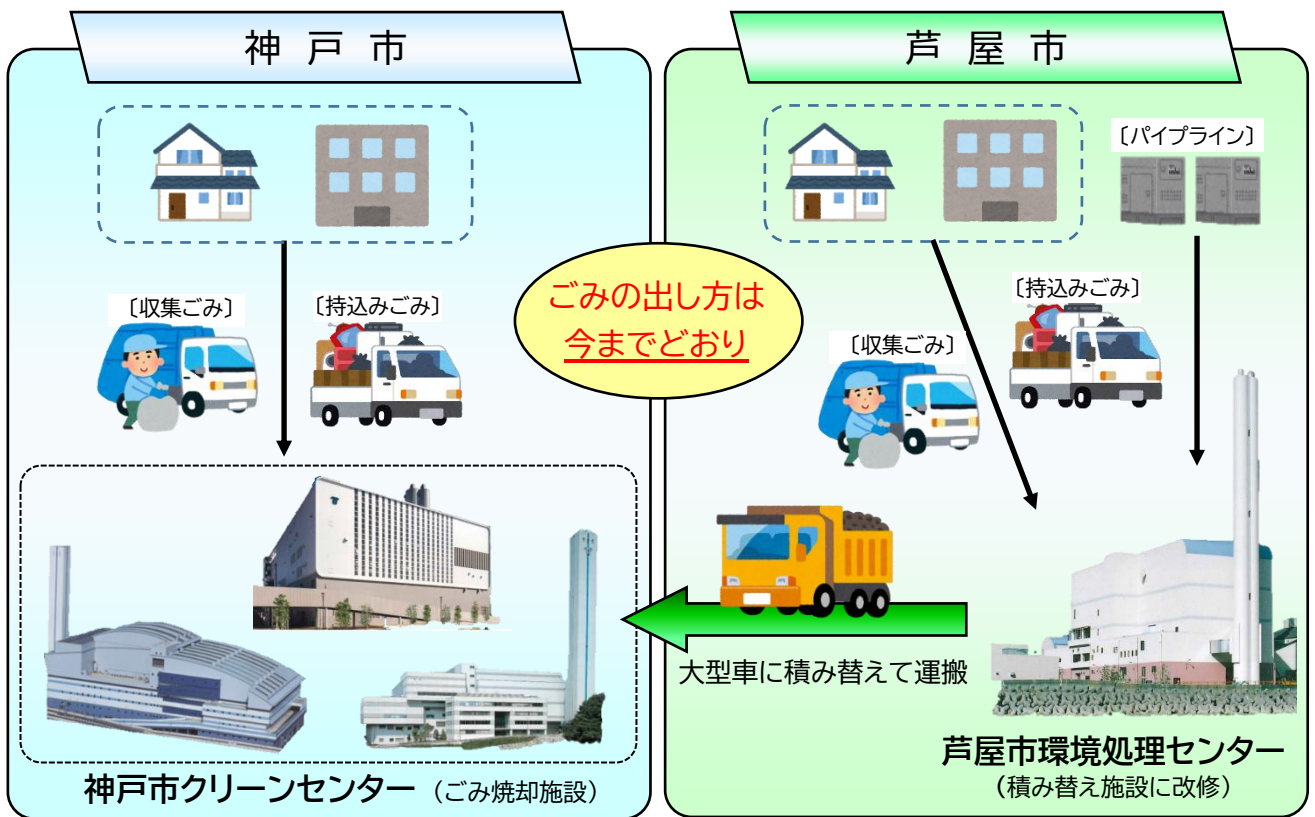 神戸市
芦屋市
〔パイプライン〕
〔収集ごみ〕
〔持込みごみ〕
ごみの出し方は
今までどおり
〔収集ごみ〕
〔持込みごみ〕
大型車に積み替えて運搬
神戸市クリーンセンター（ごみ焼却施設）
芦屋市環境処理センター
（積み替え施設に改修）